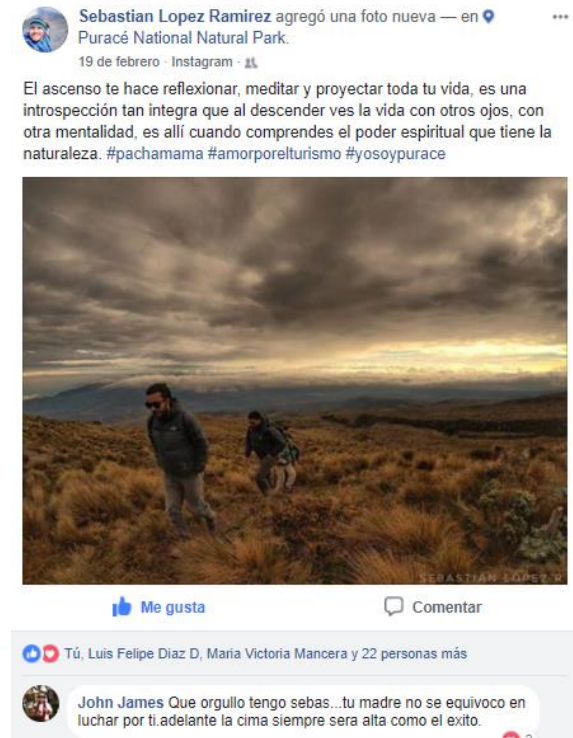 Sebastian Lopez Ramirez agregó una foto nueva — en
Puracé National Natural Park.
19 de febrero · Instagram ·
El ascenso te hace reflexionar, meditar y proyectar toda tu vida, es una
introspección tan integra que al descender ves la vida con otros ojos, con
otra mentalidad, es allí cuando comprendes el poder espiritual que tiene la
naturaleza. #pachamama #amorporelturismo #yosoypurace
SEBASTIAN LOPEZ R
Me gusta
Comentar
Tú, Luis Felipe Diaz D, Maria Victoria Mancera y 22 personas más
John James Que orgullo tengo sebas...tu madre no se equivoco en
luchar por ti.adelante la cima siempre sera alta como el exito.